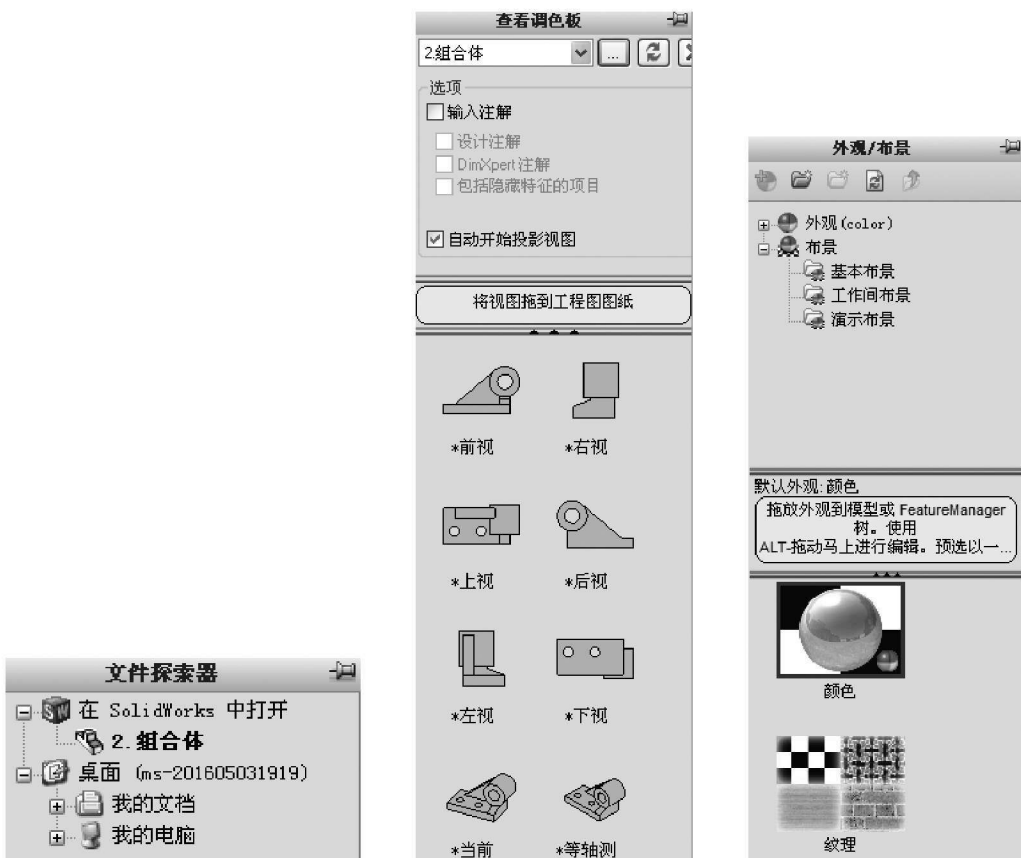 文件探索器
在 SolidWorks 中打开
2.组合体
桌面 (ms-201605031919)
我的文档
我的电脑
查看调色板
2.组合体
...
选项
输入注解
设计注解
DimXpert 注解
包括隐藏特征的项目
自动开始投影视图
将视图拖到工程图图纸
*前视
*右视
*上视
*后视
*左视
*下视
*当前
*等轴测
外观/布景
外观(color)
布景
基本布景
工作间布景
演示布景
默认外观:颜色
拖放外观到模型或 FeatureManager
树。使用
ALT-拖动马上进行编辑。预选以一...
颜色
纹理